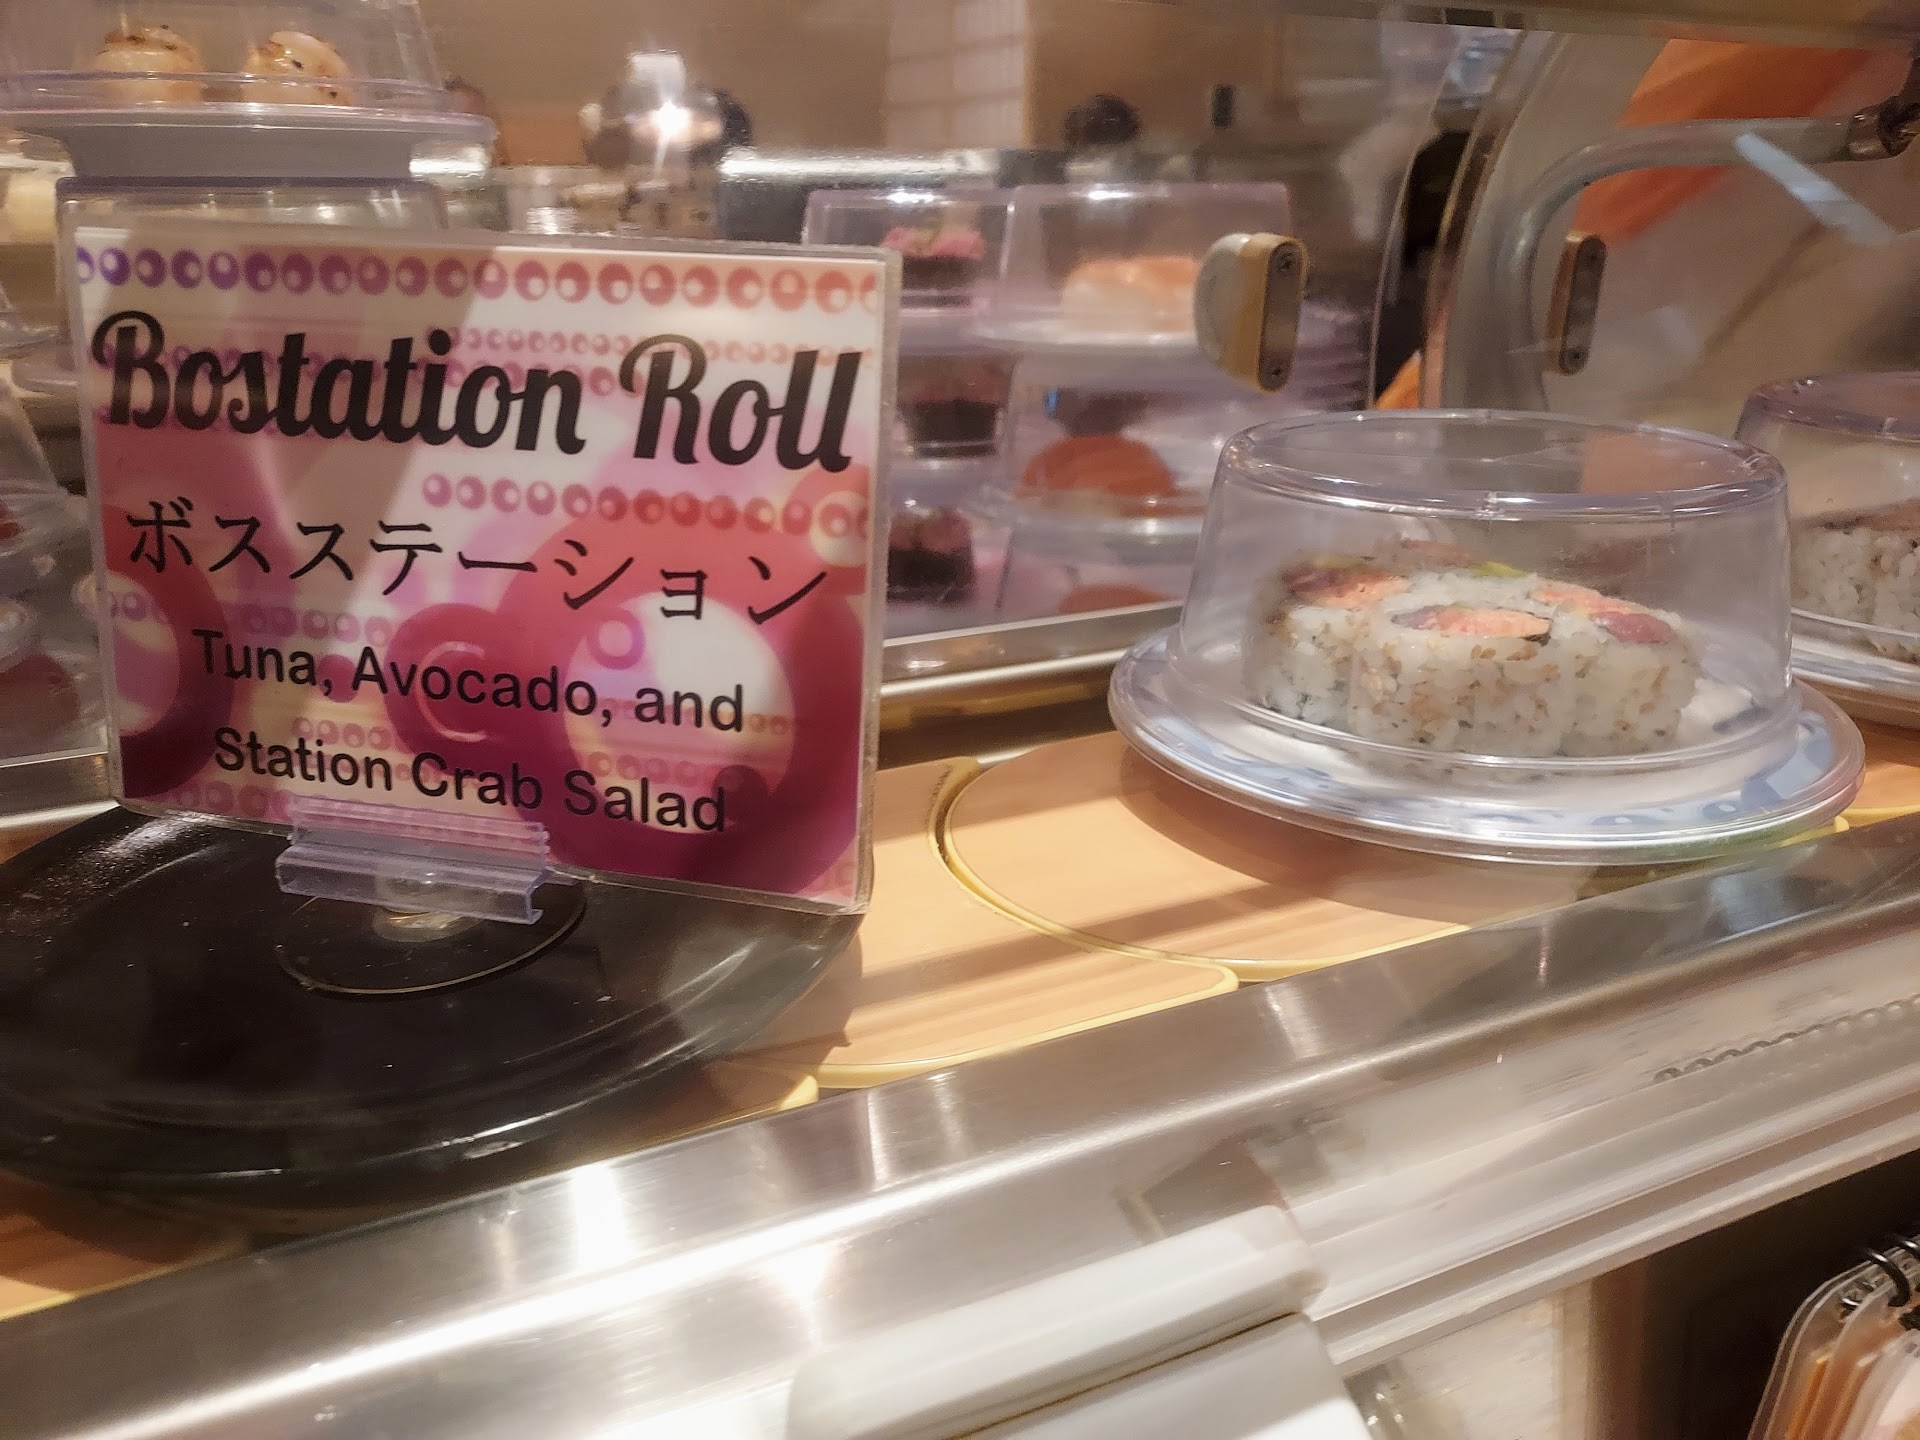 Bostation Roll
ボスステーション
Tuna, Avocado, and
Station Crab Salad